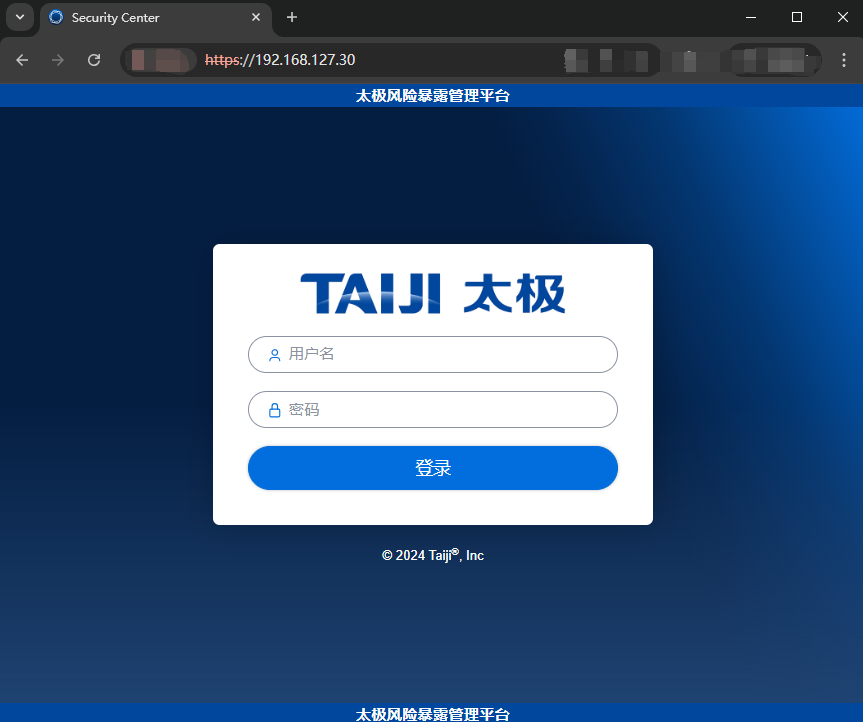 Security Center
https://192.168.127.30
太极风险暴露管理平台
TAIJI 太极
用户名
密码
登录
© 2024 Taiji®, Inc
太极风险暴露管理平台